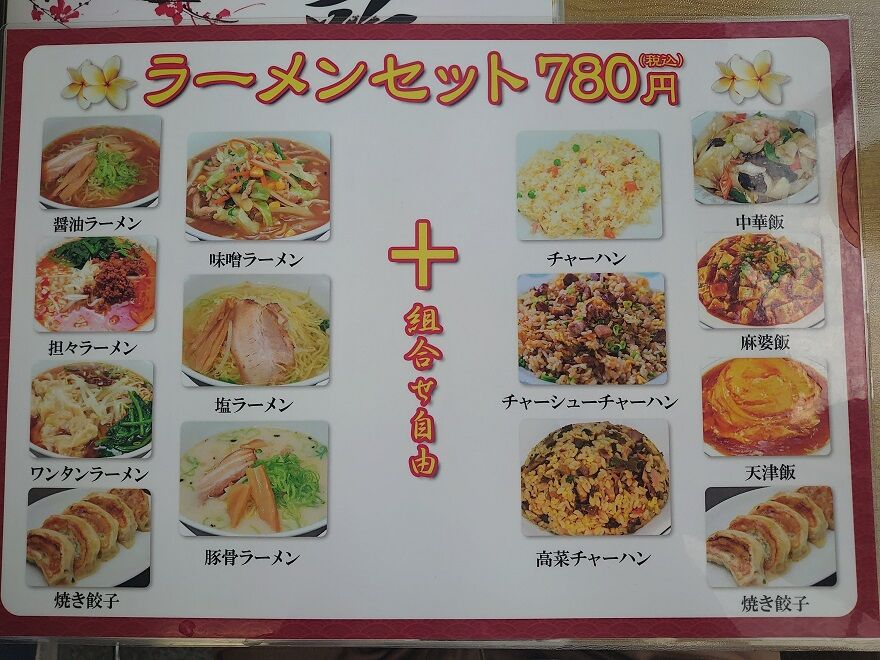 ラーメンセット780円
(税込)
醤油ラーメン
味噌ラーメン
担々ラーメン
塩ラーメン
ワンタンラーメン
豚骨ラーメン
焼き餃子
組合せ自由
チャーハン
中華飯
チャーシューチャーハン
麻婆飯
高菜チャーハン
天津飯
焼き餃子